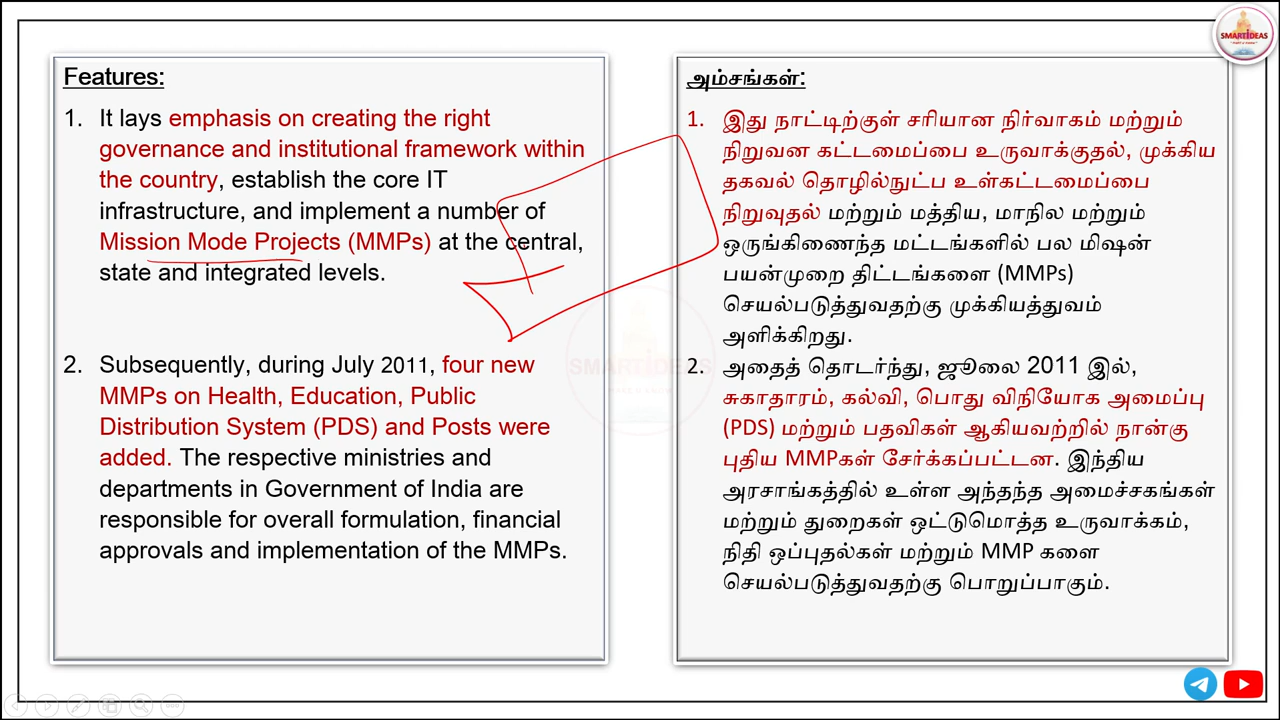 SMARTIDEAS
Features:
1. It lays emphasis on creating the right
governance and institutional framework within
the country, establish the core IT
infrastructure, and implement a number of
Mission Mode Projects (MMPs) at the central,
state and integrated levels.
2. Subsequently, during July 2011, four new
MMPs on Health, Education, Public
Distribution System (PDS) and Posts were
added. The respective ministries and
departments in Government of India are
responsible for overall formulation, financial
approvals and implementation of the MMPs.
அம்சங்கள்:
1. இது நாட்டிற்குள் சரியான நிர்வாகம் மற்றும்
நிறுவன கட்டமைப்பை உருவாக்குதல், முக்கிய
தகவல் தொழில்நுட்ப உள்கட்டமைப்பை
நிறுவுதல் மற்றும் மத்திய, மாநில மற்றும்
ஒருங்கிணைந்த மட்டங்களில் பல மிஷன்
பயன்முறை திட்டங்களை (MMPs)
செயல்படுத்துவதற்கு முக்கியத்துவம்
அளிக்கிறது.
2. அதைத் தொடர்ந்து, ஜூலை 2011 இல்,
சுகாதாரம், கல்வி, பொது விநியோக அமைப்பு
(PDS) மற்றும் பதவிகள் ஆகியவற்றில் நான்கு
புதிய MMPகள் சேர்க்கப்பட்டன. இந்திய
அரசாங்கத்தில் உள்ள அந்தந்த அமைச்சகங்கள்
மற்றும் துறைகள் ஒட்டுமொத்த உருவாக்கம்,
நிதி ஒப்புதல்கள் மற்றும் MMP களை
செயல்படுத்துவதற்கு பொறுப்பாகும்.
SMARTIDEAS